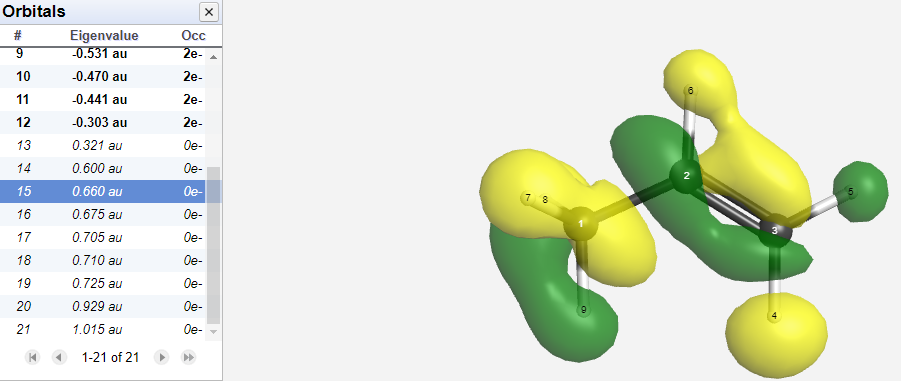 Orbitals ×
# Eigenvalue Occ
9 -0.531 au 2e-
10 -0.470 au 2e-
11 -0.441 au 2e-
12 -0.303 au 2e-
13 0.321 au 0e-
14 0.600 au 0e-
15 0.660 au 0e-
16 0.675 au 0e-
17 0.705 au 0e-
18 0.710 au 0e-
19 0.725 au 0e-
20 0.929 au 0e-
21 1.015 au 0e-
1-21 of 21
6
2
5
7 8
1
3
9
4